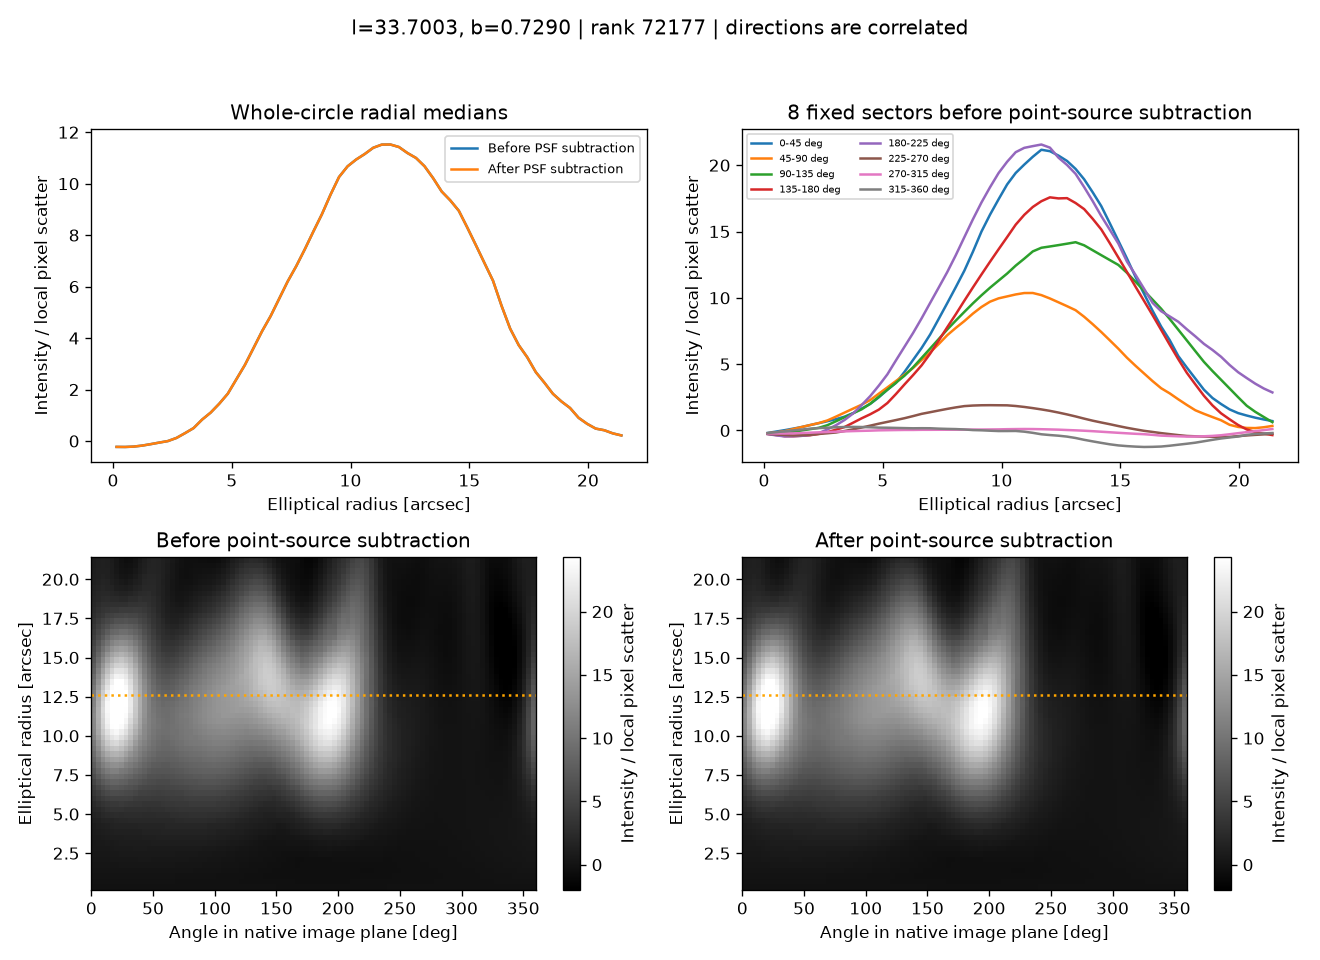 l=33.7003, b=0.7290 | rank 72177 | directions are correlated
Whole-circle radial medians
Intensity / local pixel scatter
12
10
8
6
4
2
0
Before PSF subtraction
After PSF subtraction
0
5
10
15
20
Elliptical radius [arcsec]
8 fixed sectors before point-source subtraction
Intensity / local pixel scatter
20
15
10
5
0
0-45 deg
45-90 deg
90-135 deg
135-180 deg
180-225 deg
225-270 deg
270-315 deg
315-360 deg
0
5
10
15
20
Elliptical radius [arcsec]
Before point-source subtraction
Elliptical radius [arcsec]
20.0
17.5
15.0
12.5
10.0
7.5
5.0
2.5
0
50
100
150
200
250
300
350
Angle in native image plane [deg]
20
15
10
5
0
Intensity / local pixel scatter
After point-source subtraction
Elliptical radius [arcsec]
20.0
17.5
15.0
12.5
10.0
7.5
5.0
2.5
0
50
100
150
200
250
300
350
Angle in native image plane [deg]
20
15
10
5
0
Intensity / local pixel scatter